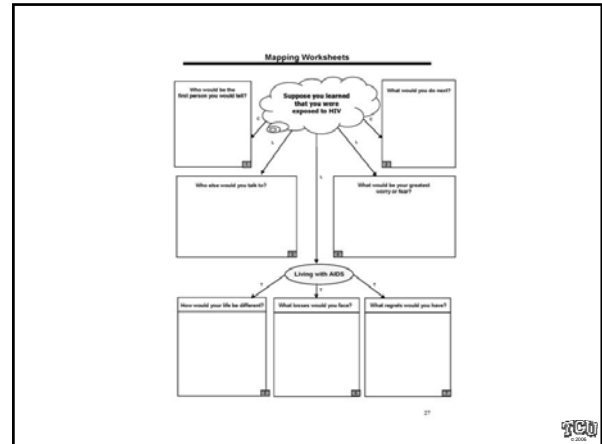 Mapping Worksheets
Who would be the
first person you would tell?
Suppose you learned
that you were
exposed to HIV
What would you do next?
C
C
L
L
L
Who else would you talk to?
What would be your greatest
worry or fear?
Living with AIDS
T
T
T
How would your life be different?
What losses would you face?
What regrets would you have?
27
TCU
© 2006